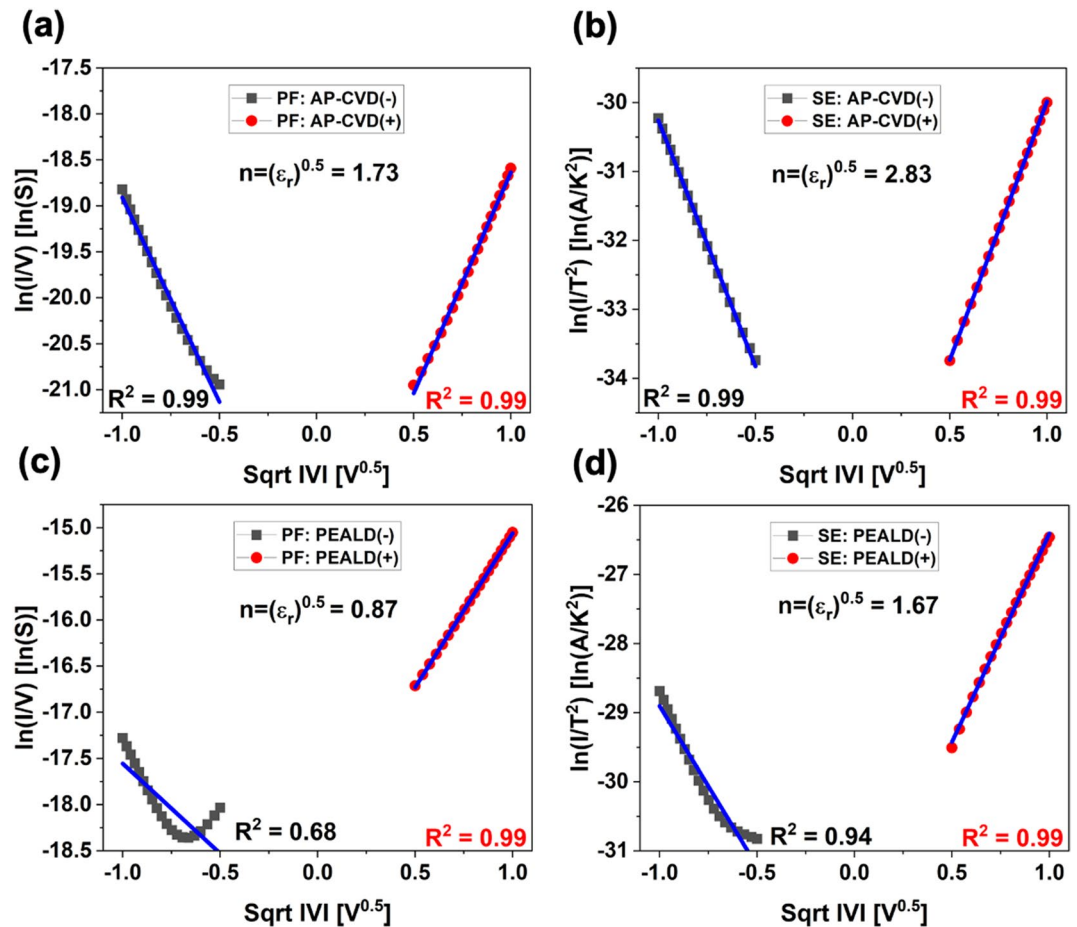 (a)
-17.5
-18.0
-18.5
-19.0
-19.5
-20.0
-20.5
-21.0
ln(I/V) [ln(S)]
PF: AP-CVD(-)
PF: AP-CVD(+)
n=(εr)^0.5 = 1.73
R² = 0.99
R² = 0.99
-1.0 -0.5 0.0 0.5 1.0
Sqrt IVI [V^0.5]
(b)
-30
-31
-32
-33
-34
ln(I/T²) [ln(A/K²)]
SE: AP-CVD(-)
SE: AP-CVD(+)
n=(εr)^0.5 = 2.83
R² = 0.99
R² = 0.99
-1.0 -0.5 0.0 0.5 1.0
Sqrt IVI [V^0.5]
(c)
-15.0
-15.5
-16.0
-16.5
-17.0
-17.5
-18.0
-18.5
ln(I/V) [ln(S)]
PF: PEALD(-)
PF: PEALD(+)
n=(εr)^0.5 = 0.87
R² = 0.68
R² = 0.99
-1.0 -0.5 0.0 0.5 1.0
Sqrt IVI [V^0.5]
(d)
-26
-27
-28
-29
-30
-31
ln(I/T²) [ln(A/K²)]
SE: PEALD(-)
SE: PEALD(+)
n=(εr)^0.5 = 1.67
R² = 0.94
R² = 0.99
-1.0 -0.5 0.0 0.5 1.0
Sqrt IVI [V^0.5]